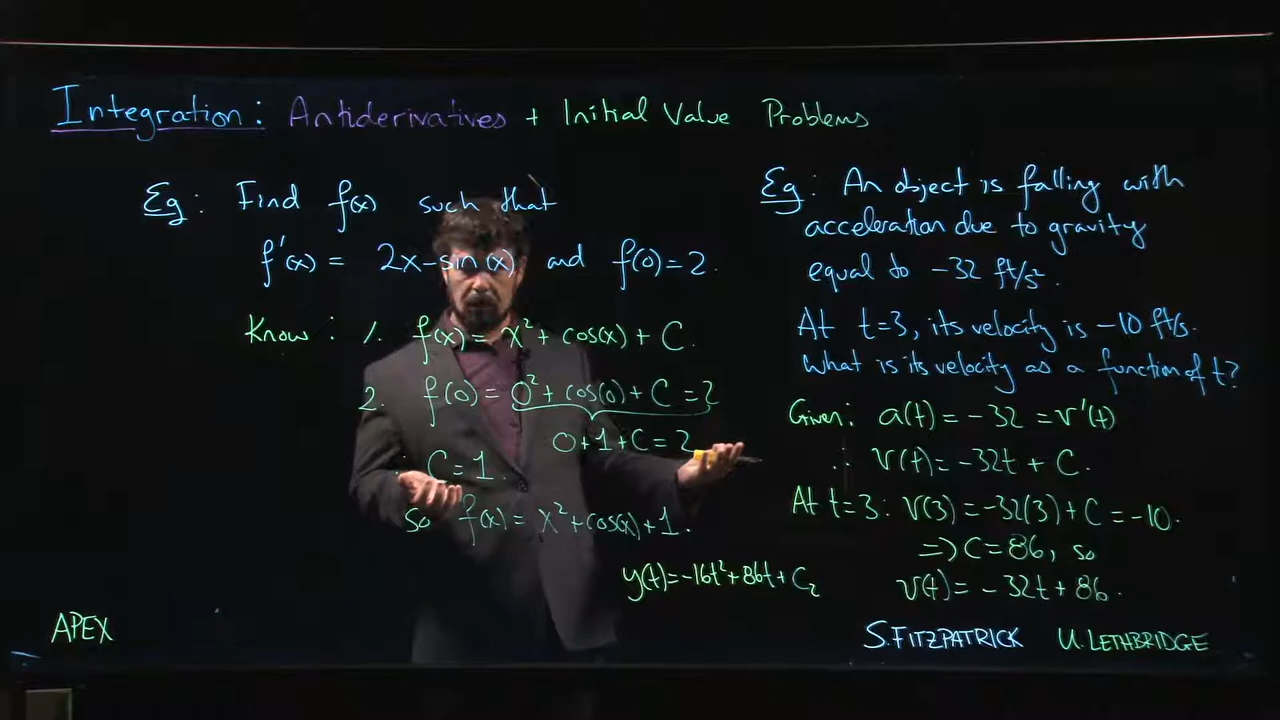 Integration: Antiderivatives + Initial Value Problems
Eg: Find f(x) such that
f'(x) = 2x-sin(x) and f(0)=2.
Know: 1. f(x) = x²+cos(x)+C.
2. f(0) = 0²+cos(0)+C=2
0+1+C=2
∴ C=1.
so f(x) = x²+cos(x)+1.
Eg: An object is falling with
acceleration due to gravity
equal to -32 ft/s².
At t=3, its velocity is -10 ft/s.
What is its velocity as a function of t?
Given: a(t) = -32 = v'(t)
∴ v(t) = -32t + C.
At t=3: v(3) = -32(3)+C = -10.
=> C=86, so
v(t) = -32t+86.
y(t)=-16t²+86t+C₂
APEX
S.FITZPATRICK U.LETHBRIDGE